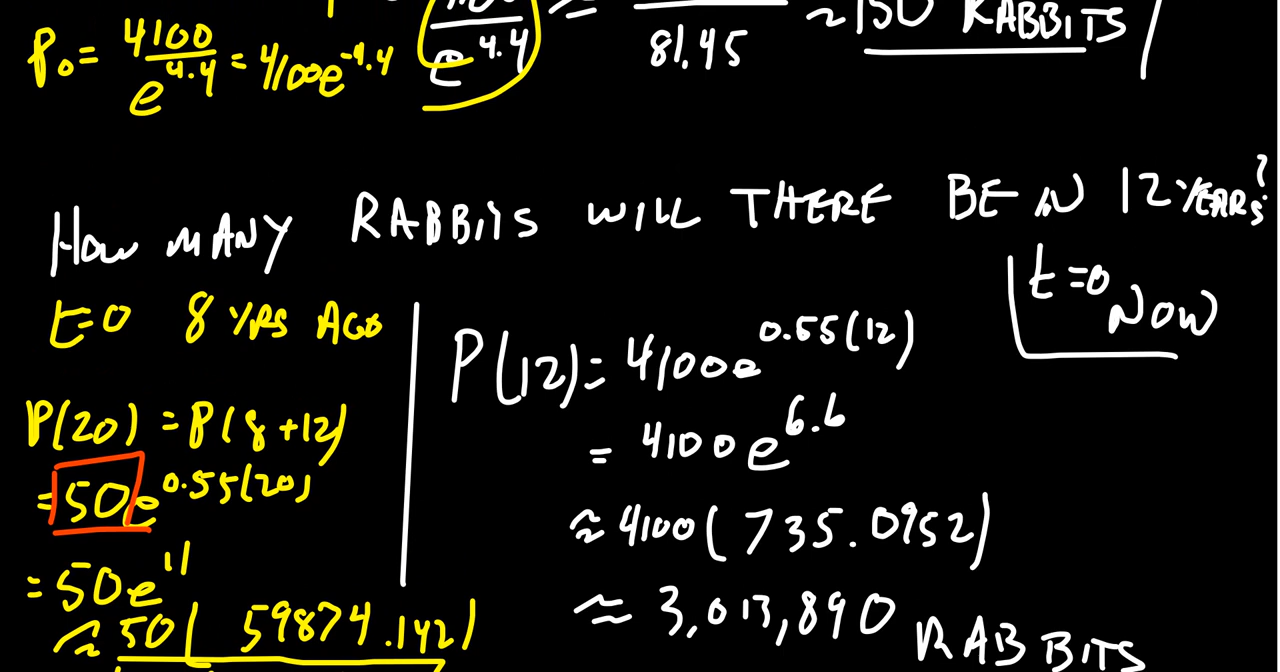 P₀ = 4100/e^4.4 = 4100e^-4.4
e^4.4 ≈ 81.45 ~150 RABBITS
HOW MANY RABBITS WILL THERE BE IN 12 YEARS?
t=0 NOW
t=0 8 YRS AGO
P(20) = P(8+12)
= 50e^0.55(20)
= 50e^11
≈ 50(59874.142)
P(12) = 4100e^0.55(12)
= 4100e^6.6
≈ 4100(735.0952)
≈ 3,013,890 RABBITS